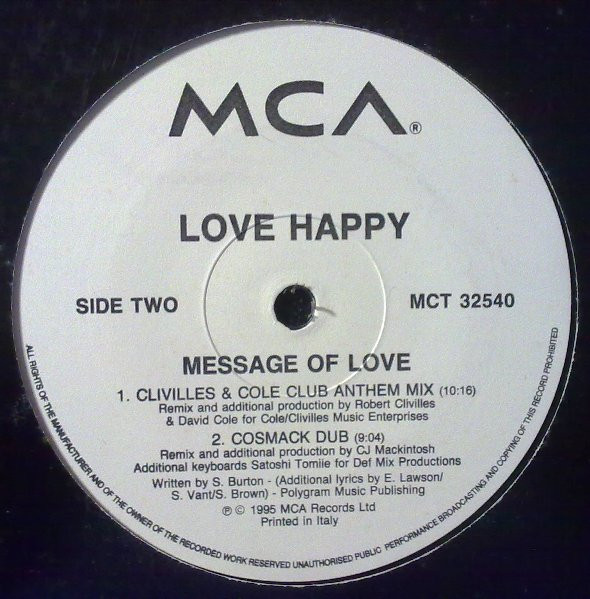 MCA®
LOVE HAPPY
SIDE TWO
MCT 32540
MESSAGE OF LOVE
1. CLIVILLES & COLE CLUB ANTHEM MIX (10:16)
Remix and additional production by Robert Clivilles
& David Cole for Cole/Clivilles Music Enterprises
2. COSMACK DUB (9:04)
Remix and additional production by CJ Mackintosh
Additional keyboards Satoshi Tomiie for Def Mix Productions
Written by S. Burton - (Additional lyrics by E. Lawson/
S. Vant/S. Brown) - Polygram Music Publishing
℗ © 1995 MCA Records Ltd
Printed in Italy
ALL RIGHTS OF THE MANUFACTURER AND OF THE OWNER OF THE RECORDED WORK RESERVED UNAUTHORISED PUBLIC PERFORMANCE BROADCASTING AND COPYING OF THIS RECORD PROHIBITED